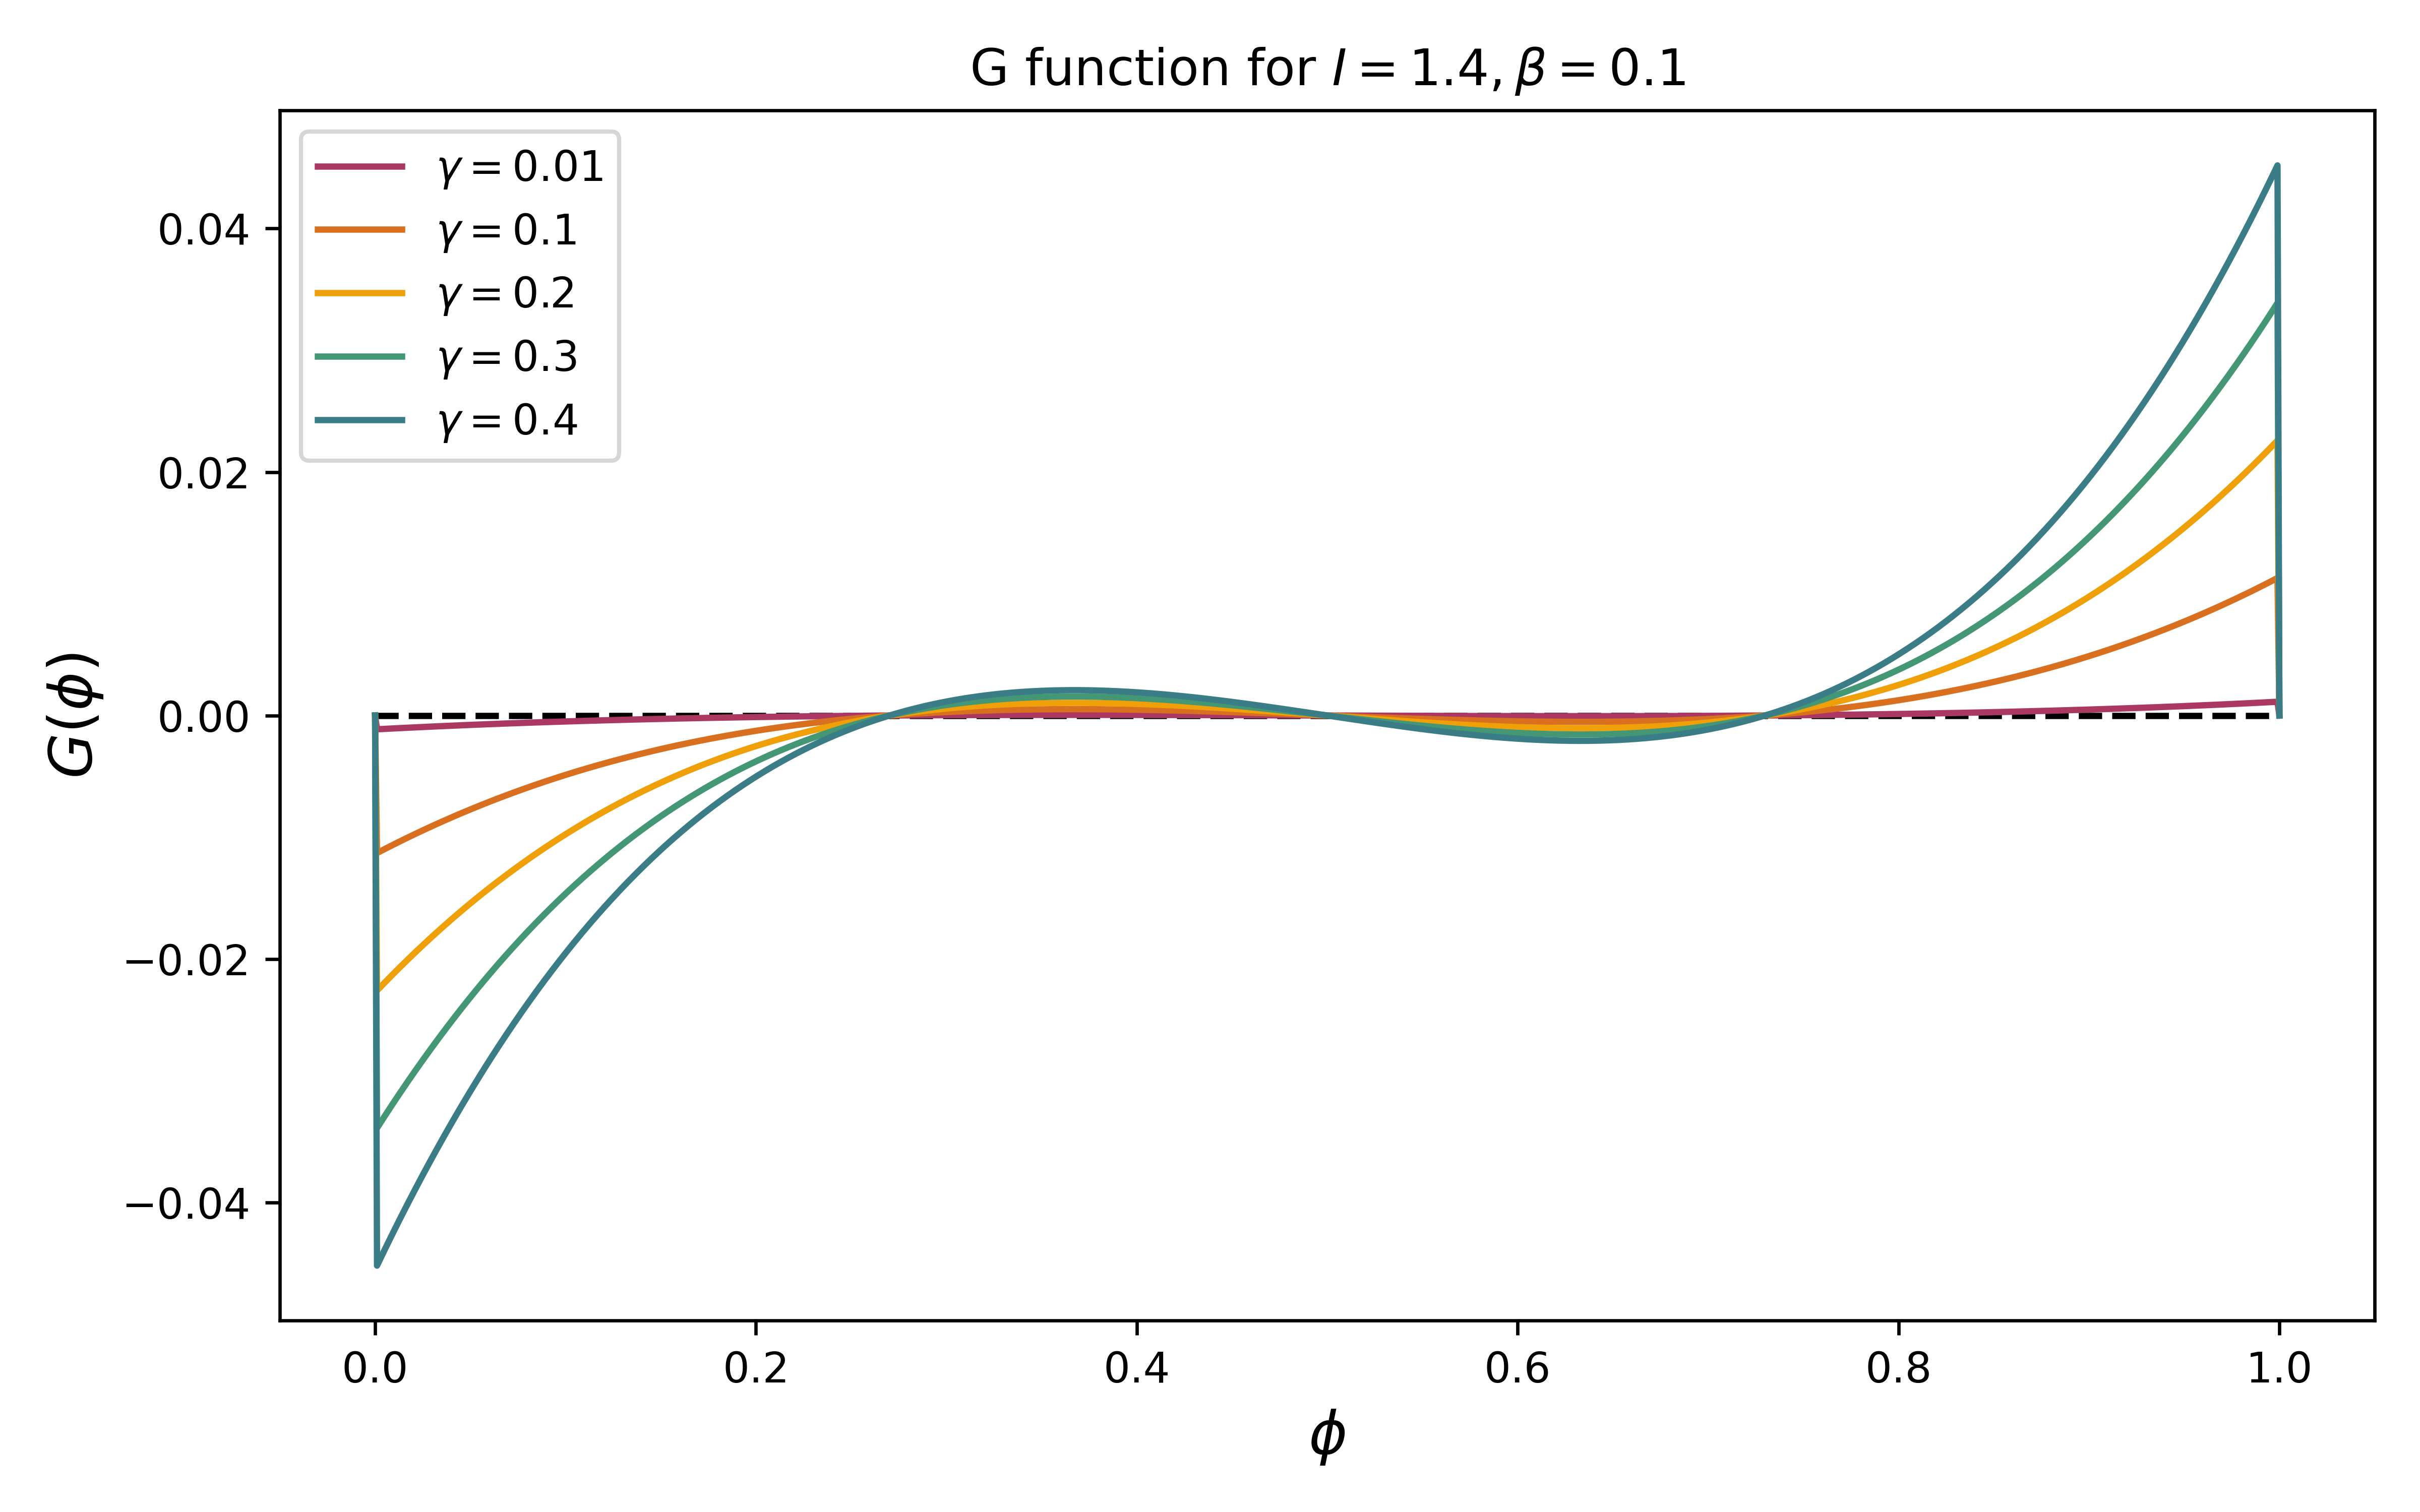 G function for I = 1.4, β = 0.1
γ = 0.01
γ = 0.1
γ = 0.2
γ = 0.3
γ = 0.4
0.04
0.02
0.00
−0.02
−0.04
G(ϕ)
0.0 0.2 0.4 0.6 0.8 1.0
ϕ